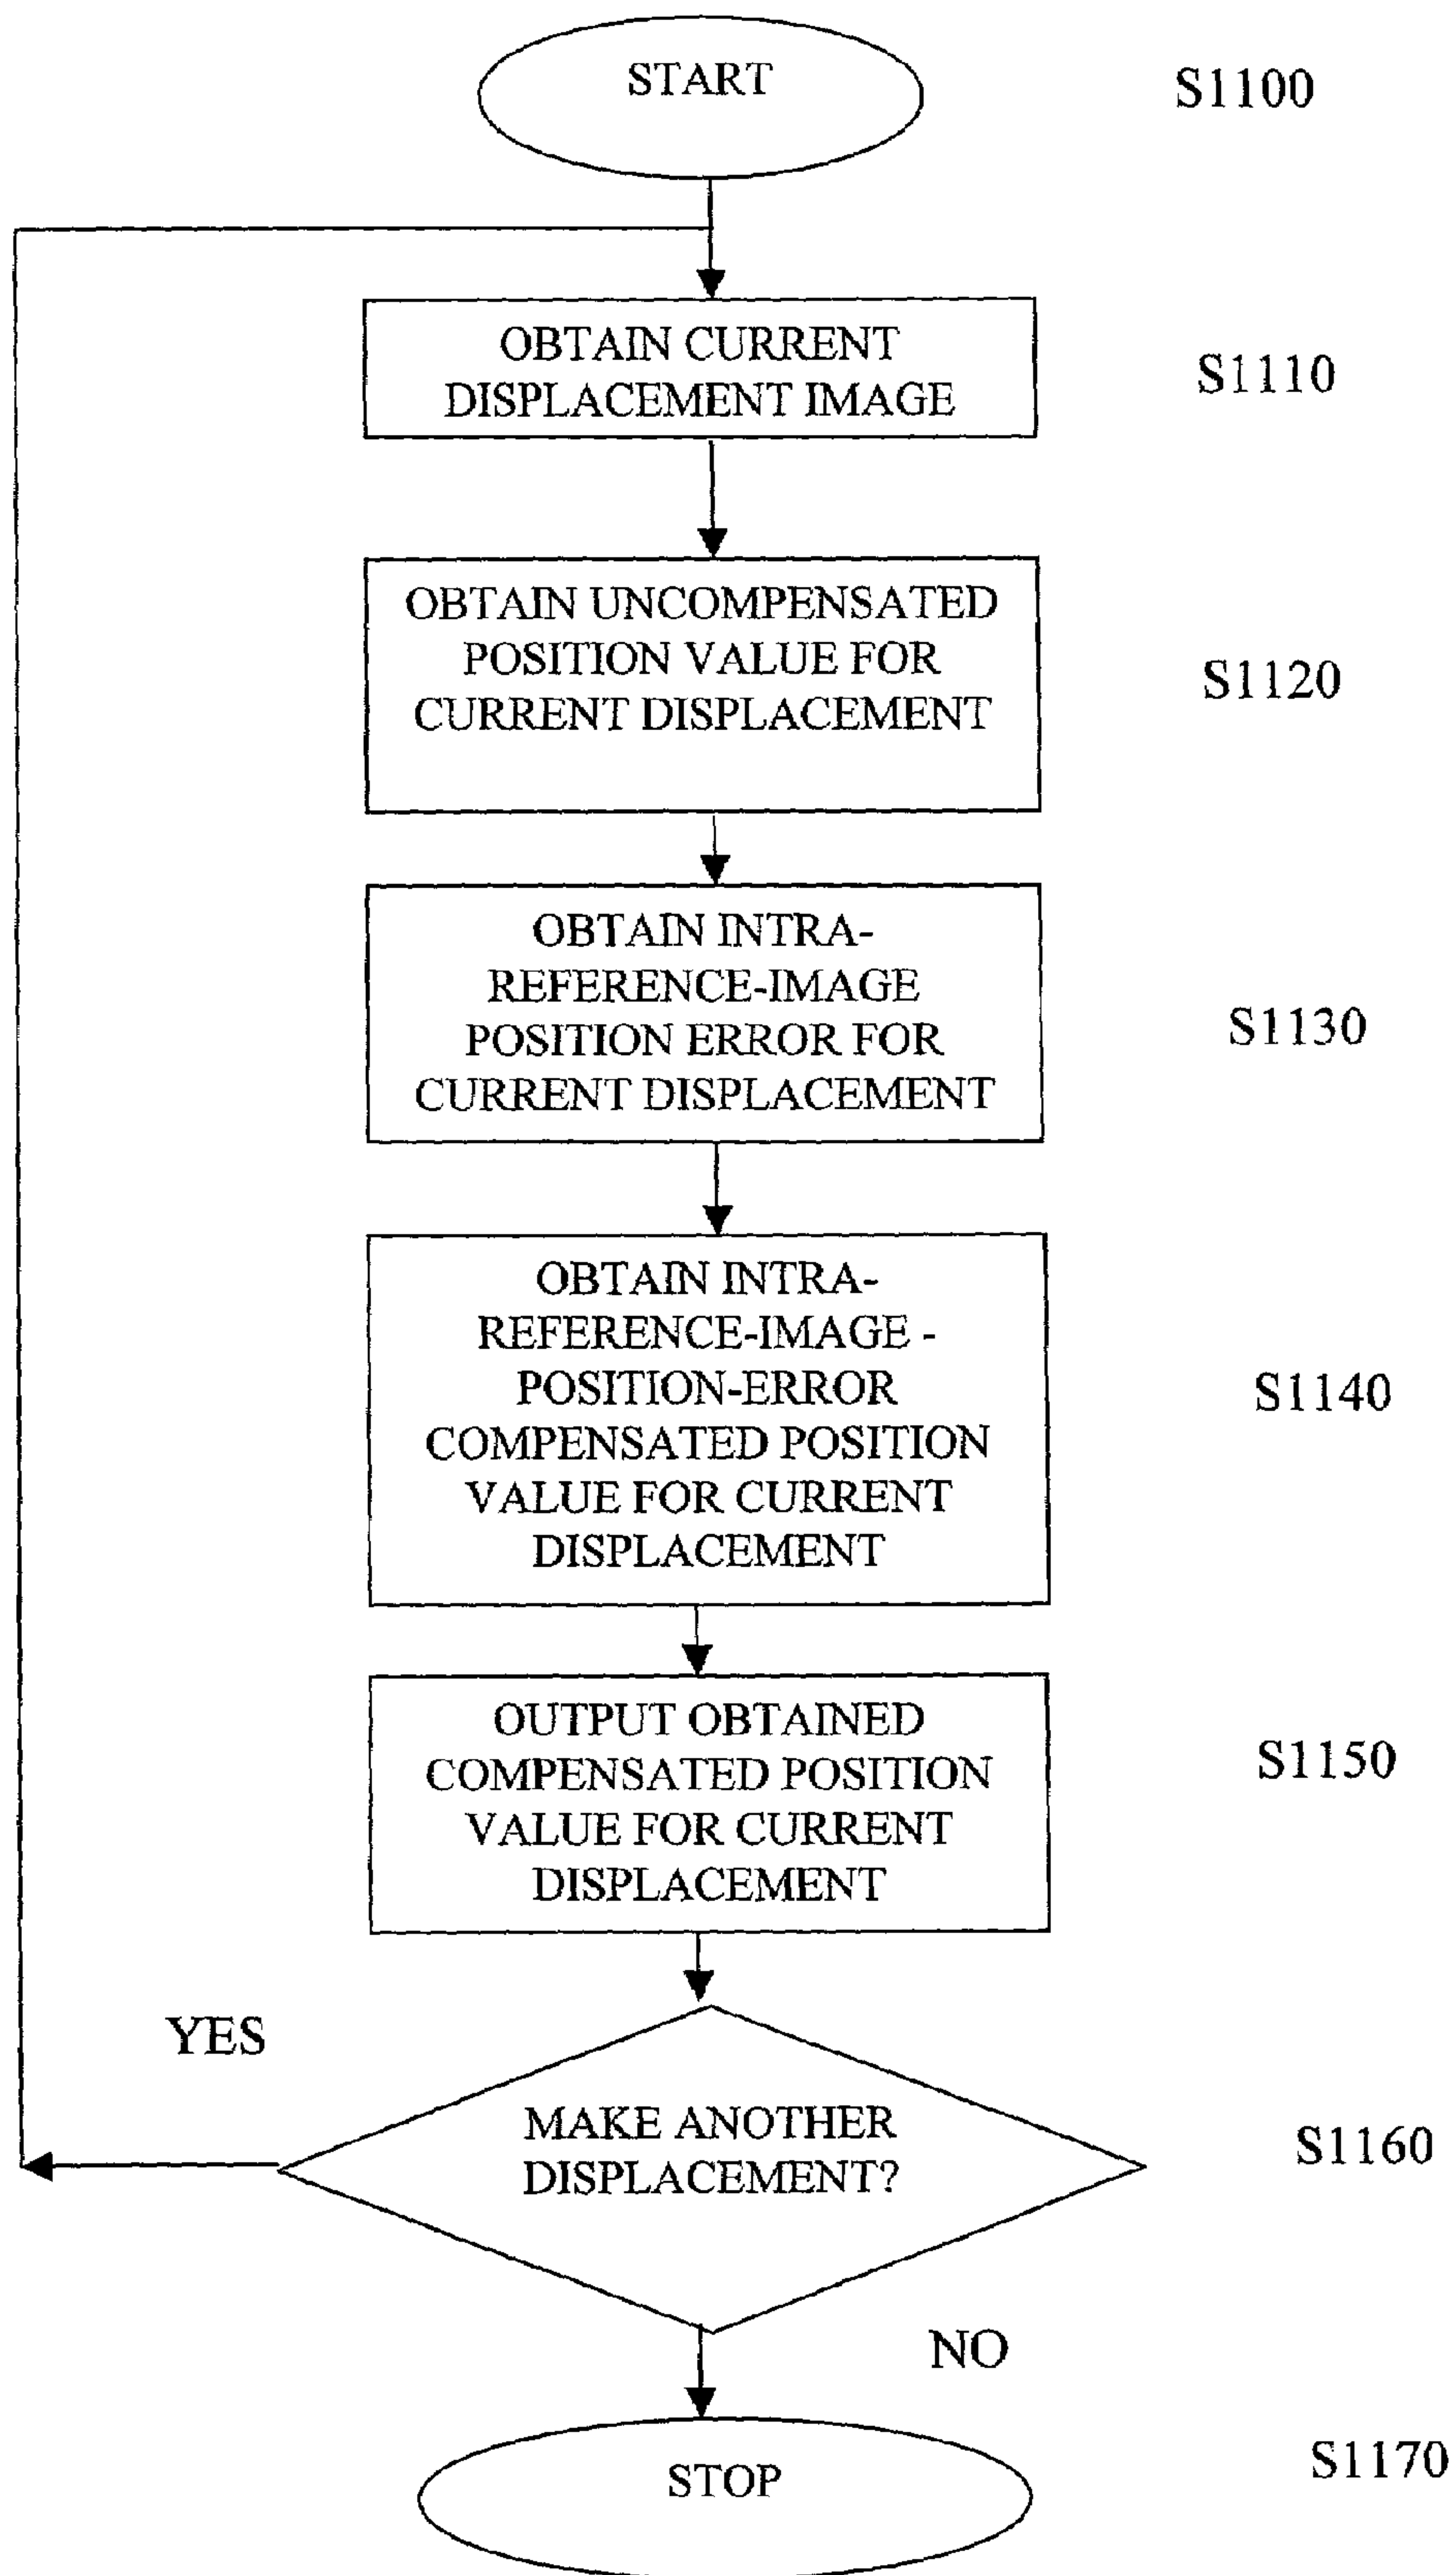 START
S1100
OBTAIN CURRENT
DISPLACEMENT IMAGE
S1110
OBTAIN UNCOMPENSATED
POSITION VALUE FOR
CURRENT DISPLACEMENT
S1120
OBTAIN INTRA-
REFERENCE-IMAGE
POSITION ERROR FOR
CURRENT DISPLACEMENT
S1130
OBTAIN INTRA-
REFERENCE-IMAGE -
POSITION-ERROR
COMPENSATED POSITION
VALUE FOR CURRENT
DISPLACEMENT
S1140
OUTPUT OBTAINED
COMPENSATED POSITION
VALUE FOR CURRENT
DISPLACEMENT
S1150
YES
MAKE ANOTHER
DISPLACEMENT?
S1160
NO
STOP
S1170